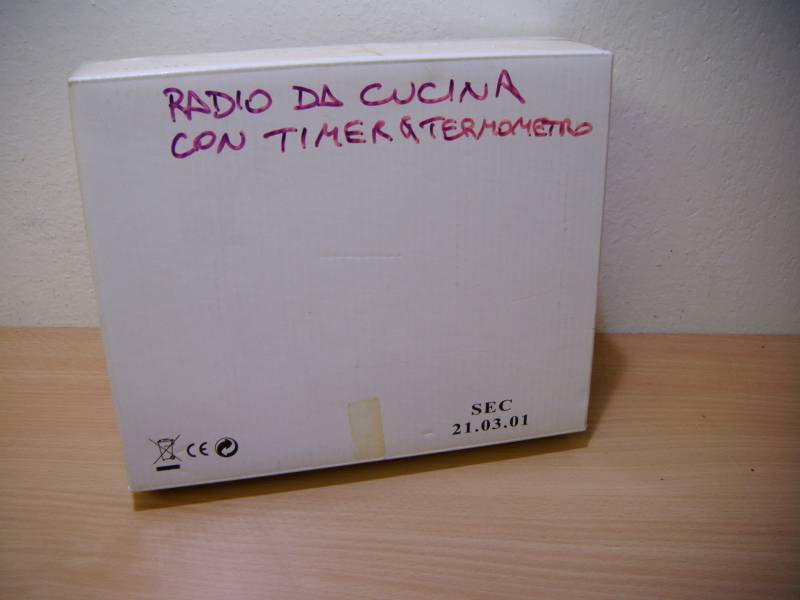 RADIO DA CUCINA
CON TIMER & TERMOMETRO
SEC
21.03.01
CE